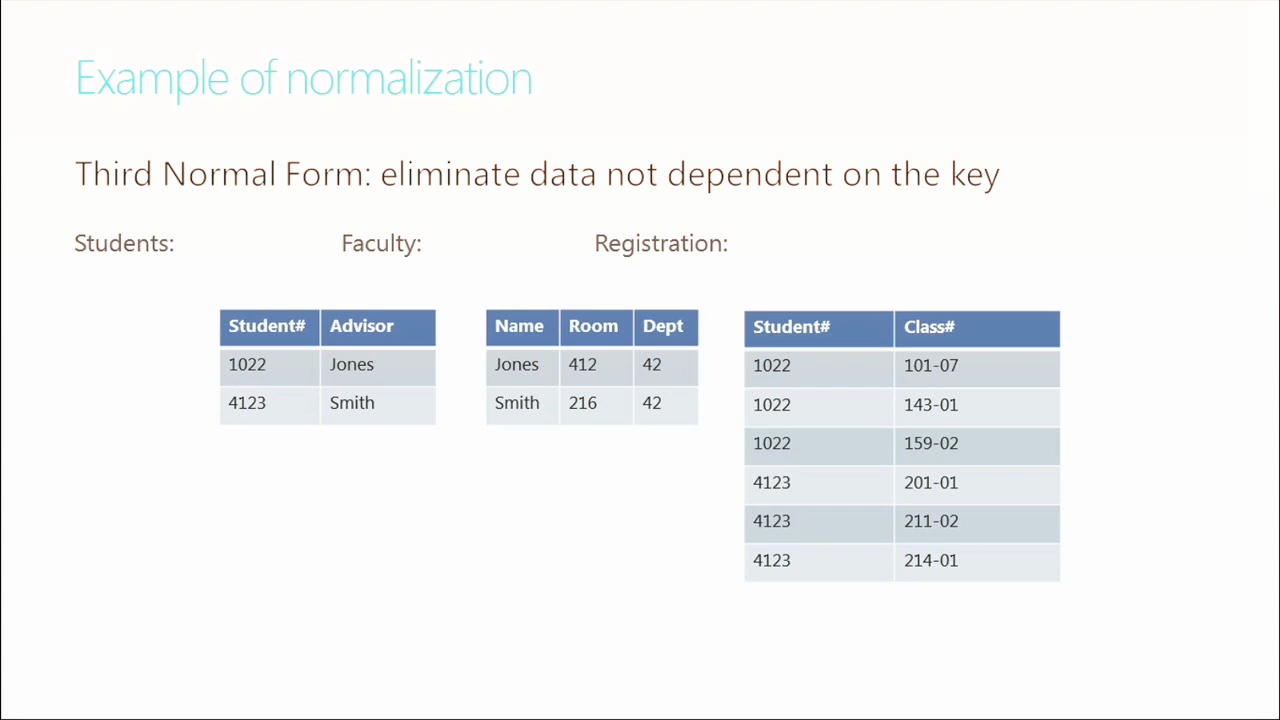 Example of normalization
Third Normal Form: eliminate data not dependent on the key
Students: Faculty: Registration:
Student# Advisor
1022 Jones
4123 Smith
Name Room Dept
Jones 412 42
Smith 216 42
Student# Class#
1022 101-07
1022 143-01
1022 159-02
4123 201-01
4123 211-02
4123 214-01